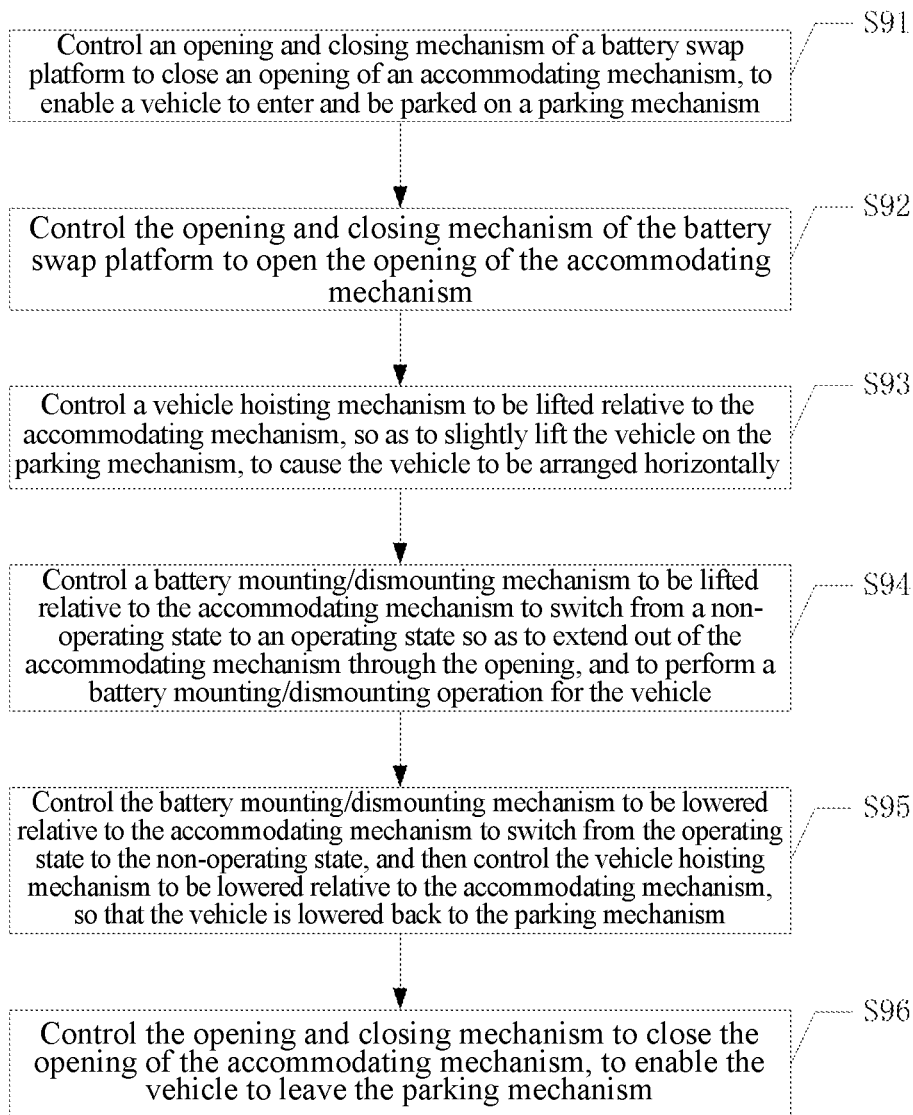 S91
Control an opening and closing mechanism of a battery swap
platform to close an opening of an accommodating mechanism, to
enable a vehicle to enter and be parked on a parking mechanism
S92
Control the opening and closing mechanism of the battery
swap platform to open the opening of the accommodating
mechanism
S93
Control a vehicle hoisting mechanism to be lifted relative to the
accommodating mechanism, so as to slightly lift the vehicle on the
parking mechanism, to cause the vehicle to be arranged horizontally
S94
Control a battery mounting/dismounting mechanism to be lifted
relative to the accommodating mechanism to switch from a non-
operating state to an operating state so as to extend out of the
accommodating mechanism through the opening, and to perform a
battery mounting/dismounting operation for the vehicle
S95
Control the battery mounting/dismounting mechanism to be lowered
relative to the accommodating mechanism to switch from the operating
state to the non-operating state, and then control the vehicle hoisting
mechanism to be lowered relative to the accommodating mechanism,
so that the vehicle is lowered back to the parking mechanism
S96
Control the opening and closing mechanism to close the
opening of the accommodating mechanism, to enable the
vehicle to leave the parking mechanism